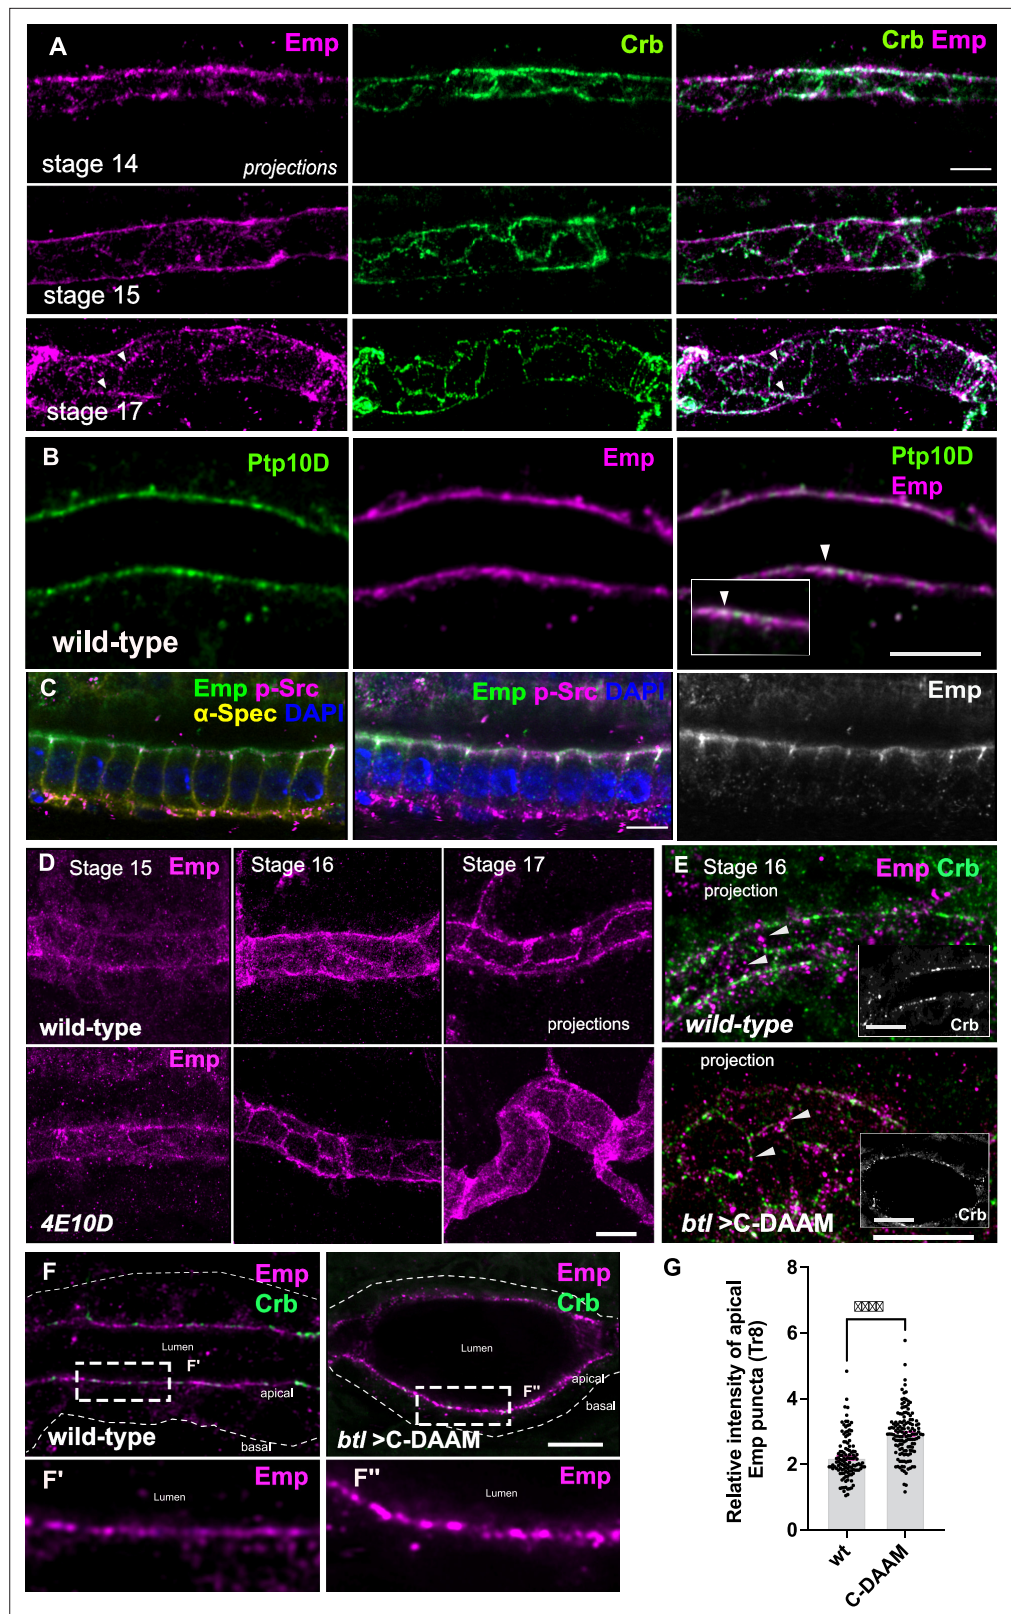 A
Emp
Crb
Crb Emp
stage 14
projections
stage 15
stage 17
B
Ptp10D
Emp
Ptp10D
Emp
wild-type
C
Emp p-Src
α-Spec DAPI
Emp p-Src DAPI
Emp
D
Stage 15
Emp
Stage 16
Stage 17
wild-type
projections
Emp
4E10D
E
Stage 16
Emp Crb
projection
wild-type
Crb
projection
btl >C-DAAM
Crb
F
Emp
Crb
Lumen
F'
apical
wild-type
basal
Emp
Crb
Lumen
F"
apical
basal
btl >C-DAAM
F'
Lumen
Emp
F"
Lumen
Emp
G
Relative intensity of apical
Emp puncta (Tr8)
8
6
4
2
0
wt
C-DAAM